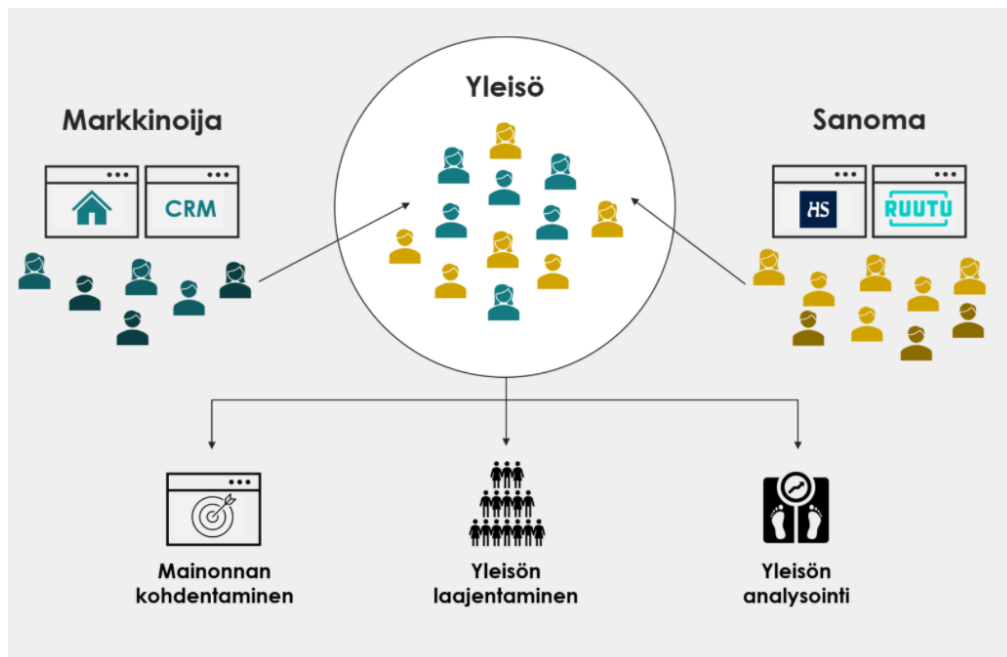 Yleisö
Markkinoija
Sanoma
CRM
HS
RUUTU
Mainonnan
kohdentaminen
Yleisön
laajentaminen
Yleisön
analysointi